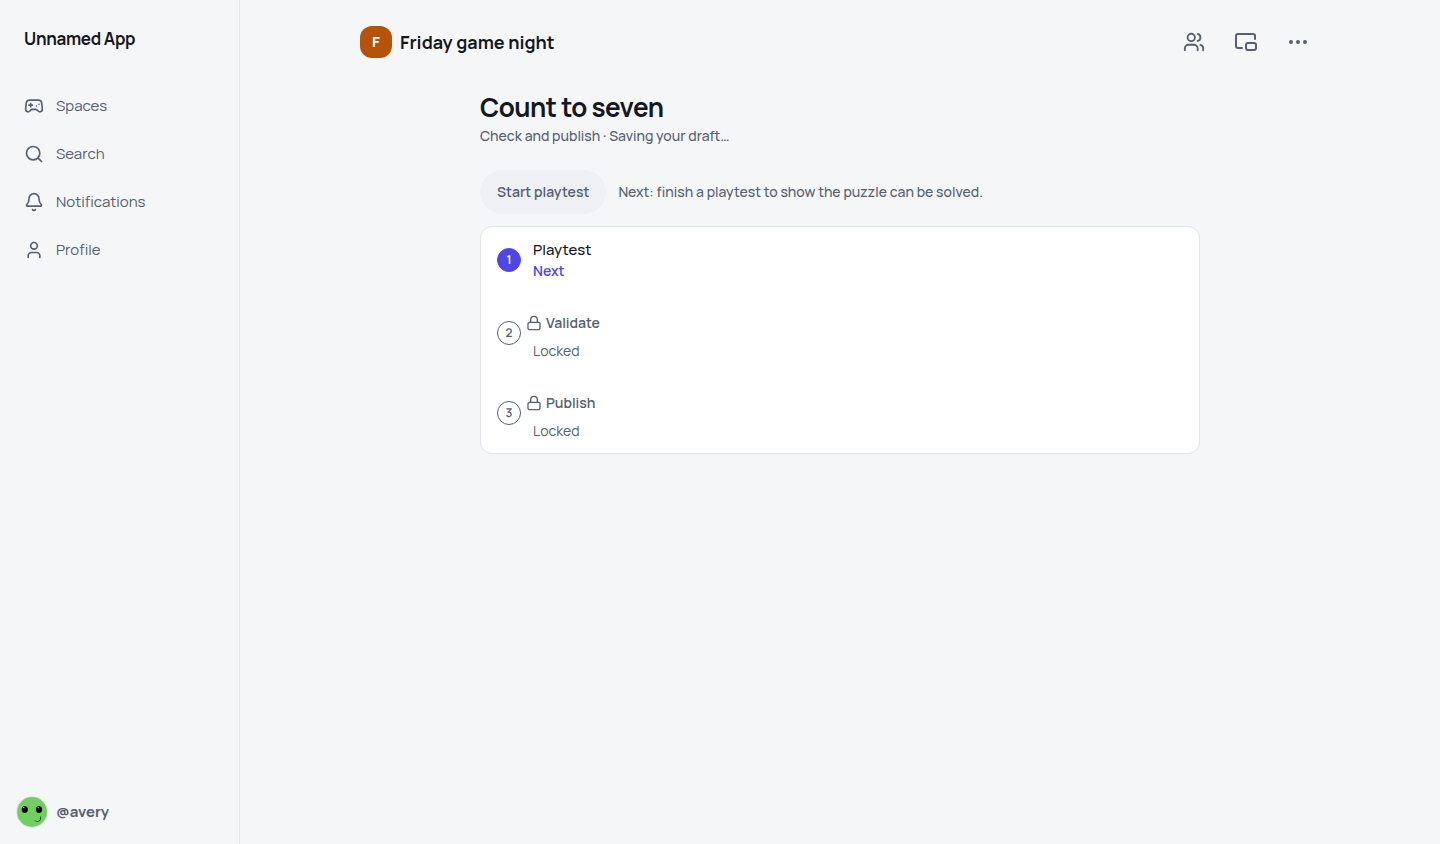 Unnamed App
Spaces
Search
Notifications
Profile
@avery
F Friday game night
Count to seven
Check and publish · Saving your draft…
Start playtest Next: finish a playtest to show the puzzle can be solved.
1 Playtest
Next
2 Validate
Locked
3 Publish
Locked